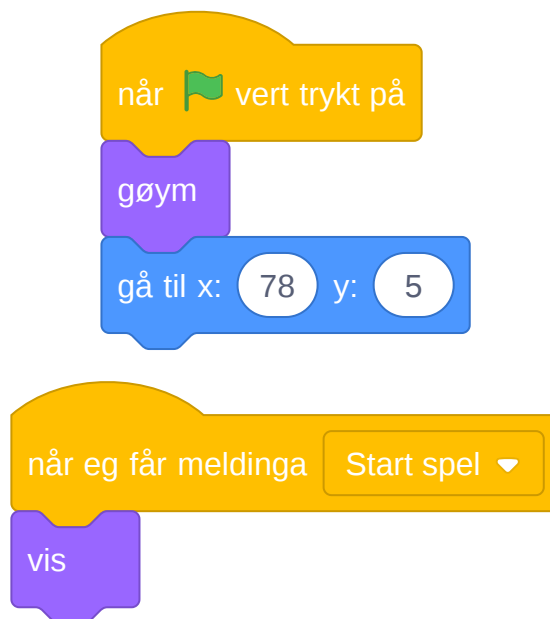 når vert trykt på
gøym
gå til x: 78 y: 5
når eg får meldinga Start spel
vis